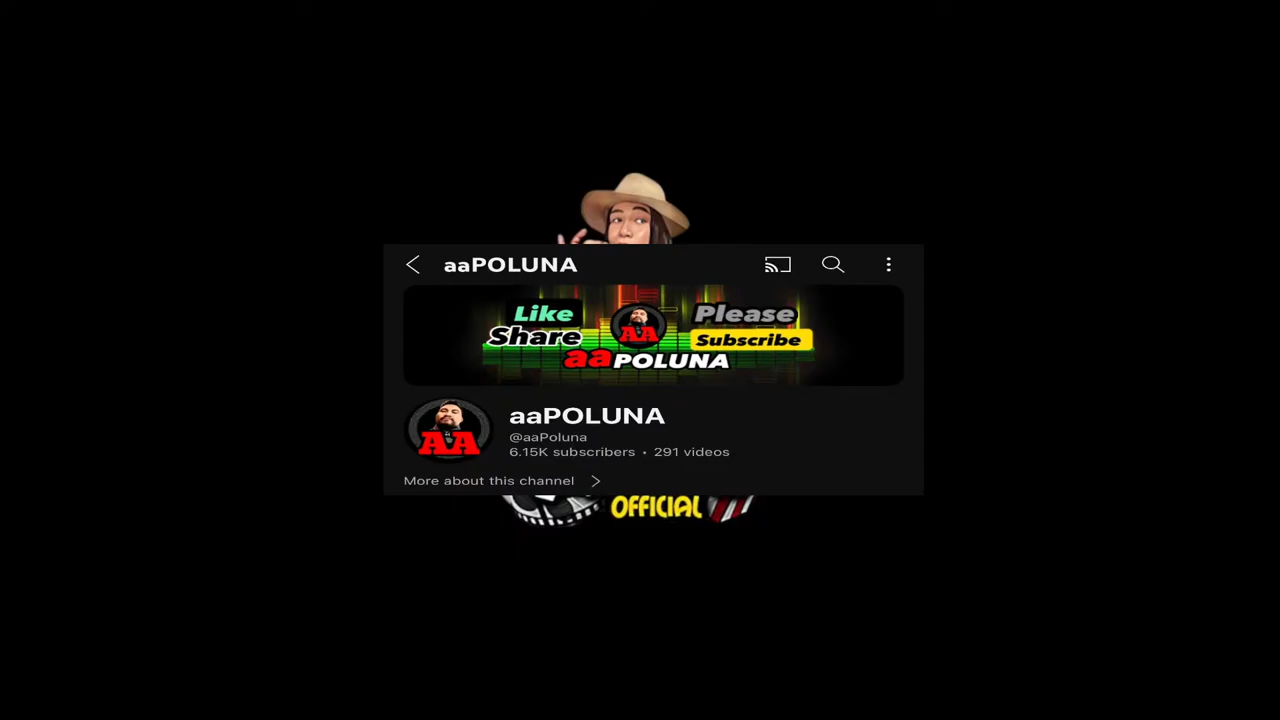 aaPOLUNA
Like
Share
AA
Please
Subscribe
aaPOLUNA
AA
aaPOLUNA
@aaPoluna
6.15K subscribers • 291 videos
More about this channel
OFFICIAL